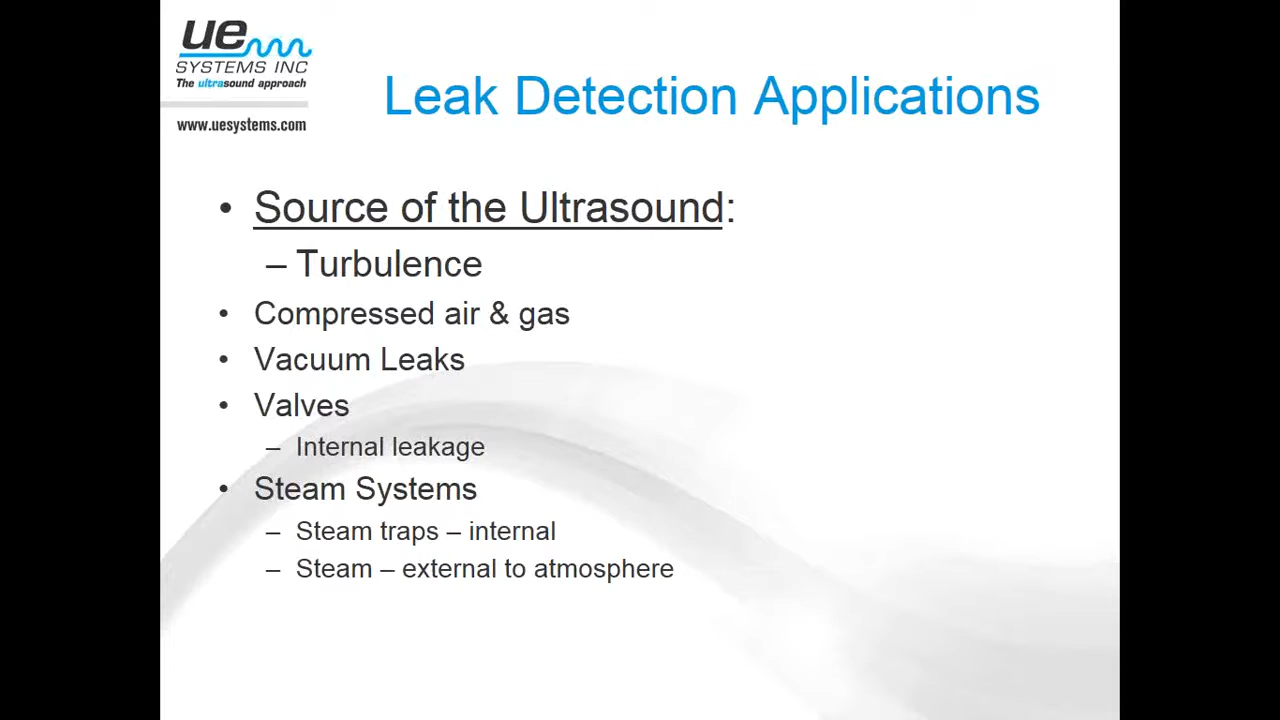 ue
SYSTEMS INC
The ultrasound approach
www.uesystems.com
Leak Detection Applications
• Source of the Ultrasound:
– Turbulence
• Compressed air & gas
• Vacuum Leaks
• Valves
– Internal leakage
• Steam Systems
– Steam traps – internal
– Steam – external to atmosphere